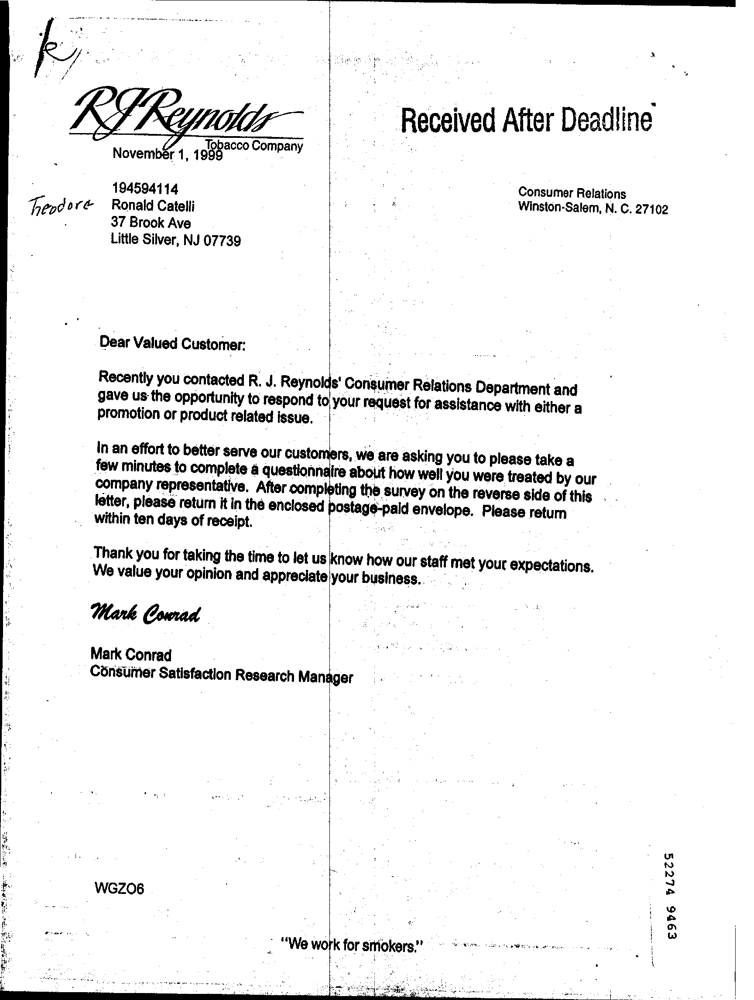 RJReynolds
Tobacco Company
Received After Deadline
November 1, 1999
194594114
Theodore Ronald Catelli
37 Brook Ave
Little Silver, NJ 07739
Consumer Relations
Winston-Salem, N. C. 27102
Dear Valued Customer:
Recently you contacted R. J. Reynolds' Consumer Relations Department and
gave us the opportunity to respond to your request for assistance with either a
promotion or product related issue.
In an effort to better serve our customers, we are asking you to please take a
few minutes to complete a questionnaire about how well you were treated by our
company representative. After completing the survey on the reverse side of this
letter, please return it in the enclosed postage-paid envelope. Please return
within ten days of receipt.
Thank you for taking the time to let us know how our staff met your expectations.
We value your opinion and appreciate your business.
Mark Conrad
Mark Conrad
Consumer Satisfaction Research Manager
WGZO6
"We work for smokers."
52274 9463